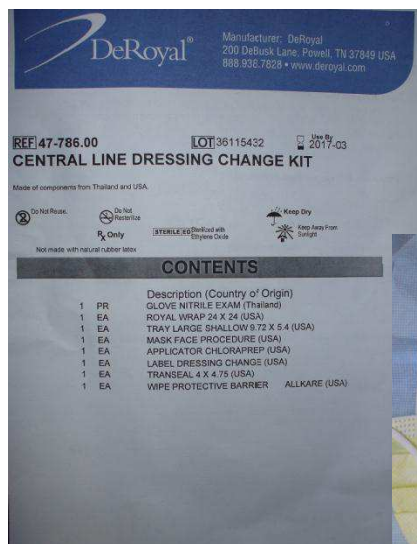 DeRoyal®
Manufacturer: DeRoyal
200 DeBusk Lane, Powell, TN 37849 USA
888.938.7828 • www.deroyal.com
REF 47-786.00
LOT 36115432
Use By
2017-03
CENTRAL LINE DRESSING CHANGE KIT
Made of components from Thailand and USA
Do Not Reuse.
Do Not
Resterilize
Keep Dry
Rx Only
STERILE EO Sterilized with
Ethylene Oxide
Keep Away From
Sunlight
Not made with natural rubber latex
CONTENTS
Description (Country of Origin)
1 PR GLOVE NITRILE EXAM (Thailand)
1 EA ROYAL WRAP 24 X 24 (USA)
1 EA TRAY LARGE SHALLOW 9.72 X 5.4 (USA)
1 EA MASK FACE PROCEDURE (USA)
1 EA APPLICATOR CHLORAPREP (USA)
1 EA LABEL DRESSING CHANGE (USA)
1 EA TRANSEAL 4 X 4.75 (USA)
1 EA WIPE PROTECTIVE BARRIER ALLKARE (USA)